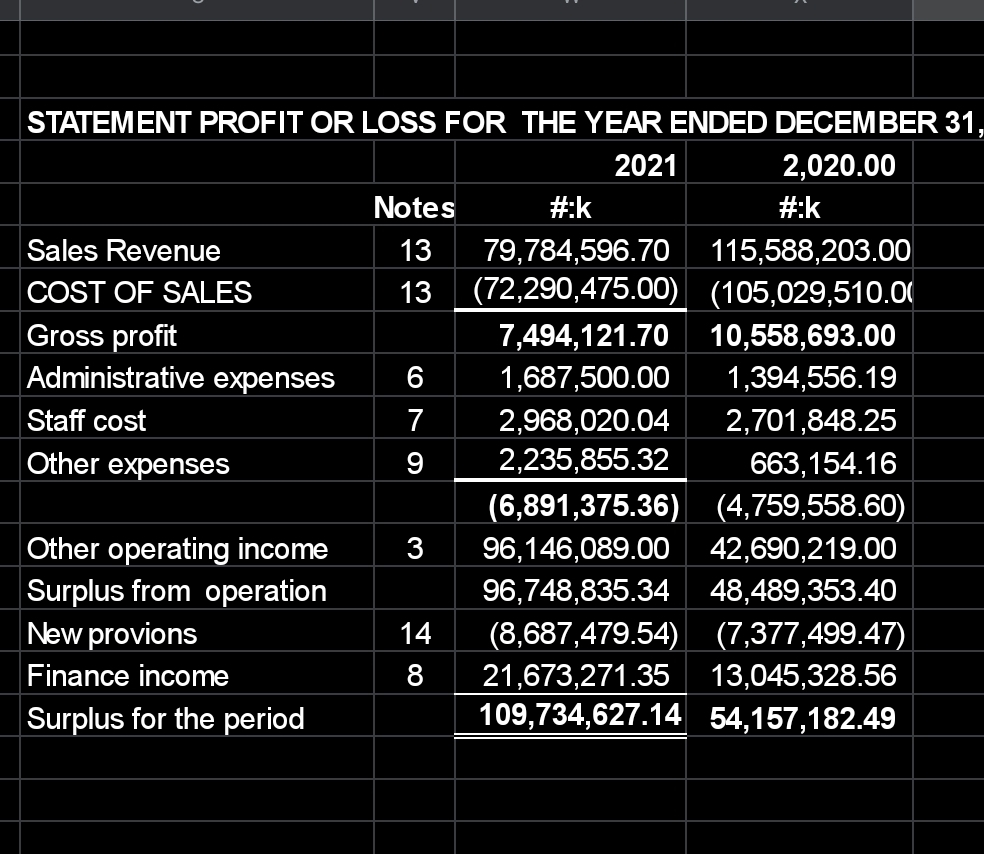 STATEMENT PROFIT OR LOSS FOR THE YEAR ENDED DECEMBER 31,
2021 2,020.00
Notes #:k #:k
Sales Revenue 13 79,784,596.70 115,588,203.00
COST OF SALES 13 (72,290,475.00) (105,029,510.00
Gross profit 7,494,121.70 10,558,693.00
Administrative expenses 6 1,687,500.00 1,394,556.19
Staff cost 7 2,968,020.04 2,701,848.25
Other expenses 9 2,235,855.32 663,154.16
(6,891,375.36) (4,759,558.60)
Other operating income 3 96,146,089.00 42,690,219.00
Surplus from operation 96,748,835.34 48,489,353.40
New provions 14 (8,687,479.54) (7,377,499.47)
Finance income 8 21,673,271.35 13,045,328.56
Surplus for the period 109,734,627.14 54,157,182.49